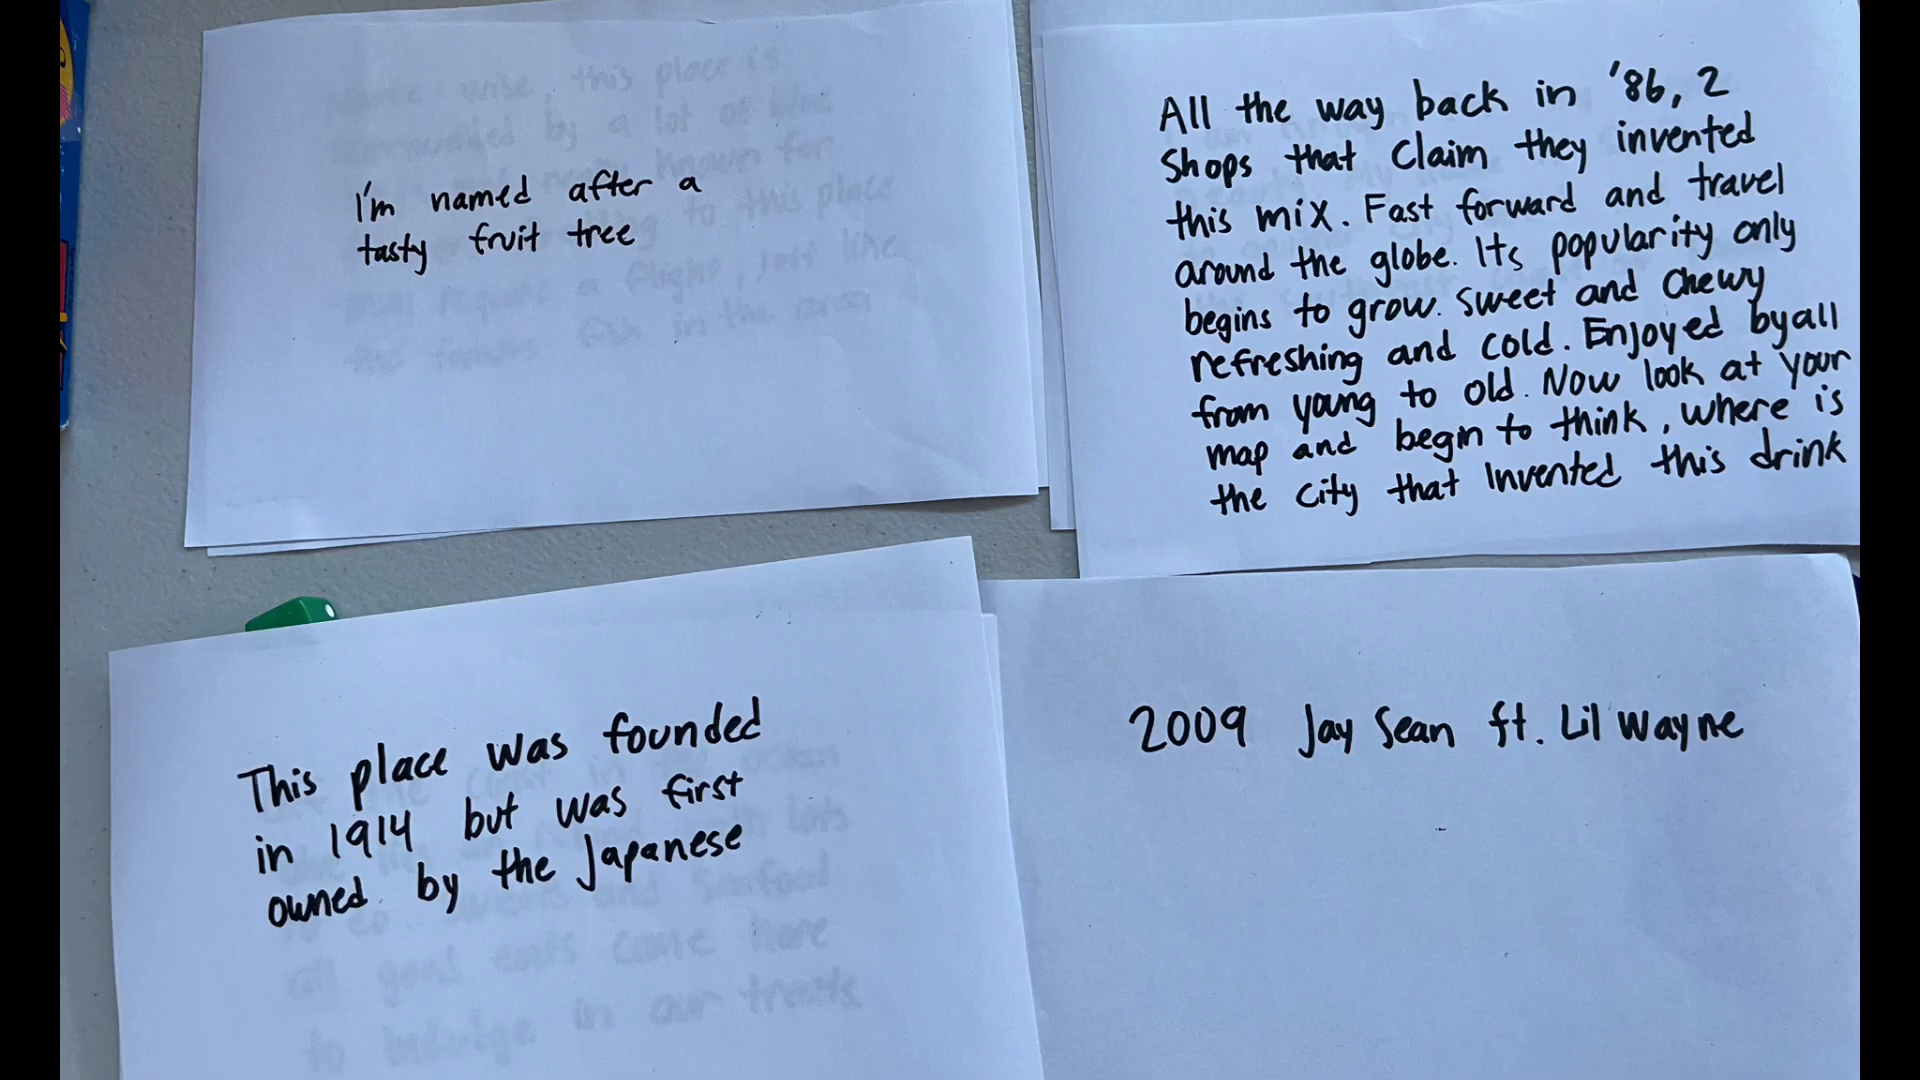 I'm named after a
tasty fruit tree
All the way back in '86, 2
Shops that Claim they invented
this mix. Fast forward and travel
around the globe. Its popularity only
begins to grow. Sweet and Chewy
refreshing and cold. Enjoyed by all
from young to old. Now look at your
map and begin to think, where is
the city that Invented this drink
This place was founded
in 1914 but was first
owned by the Japanese
2009 Jay Sean ft. Lil Wayne